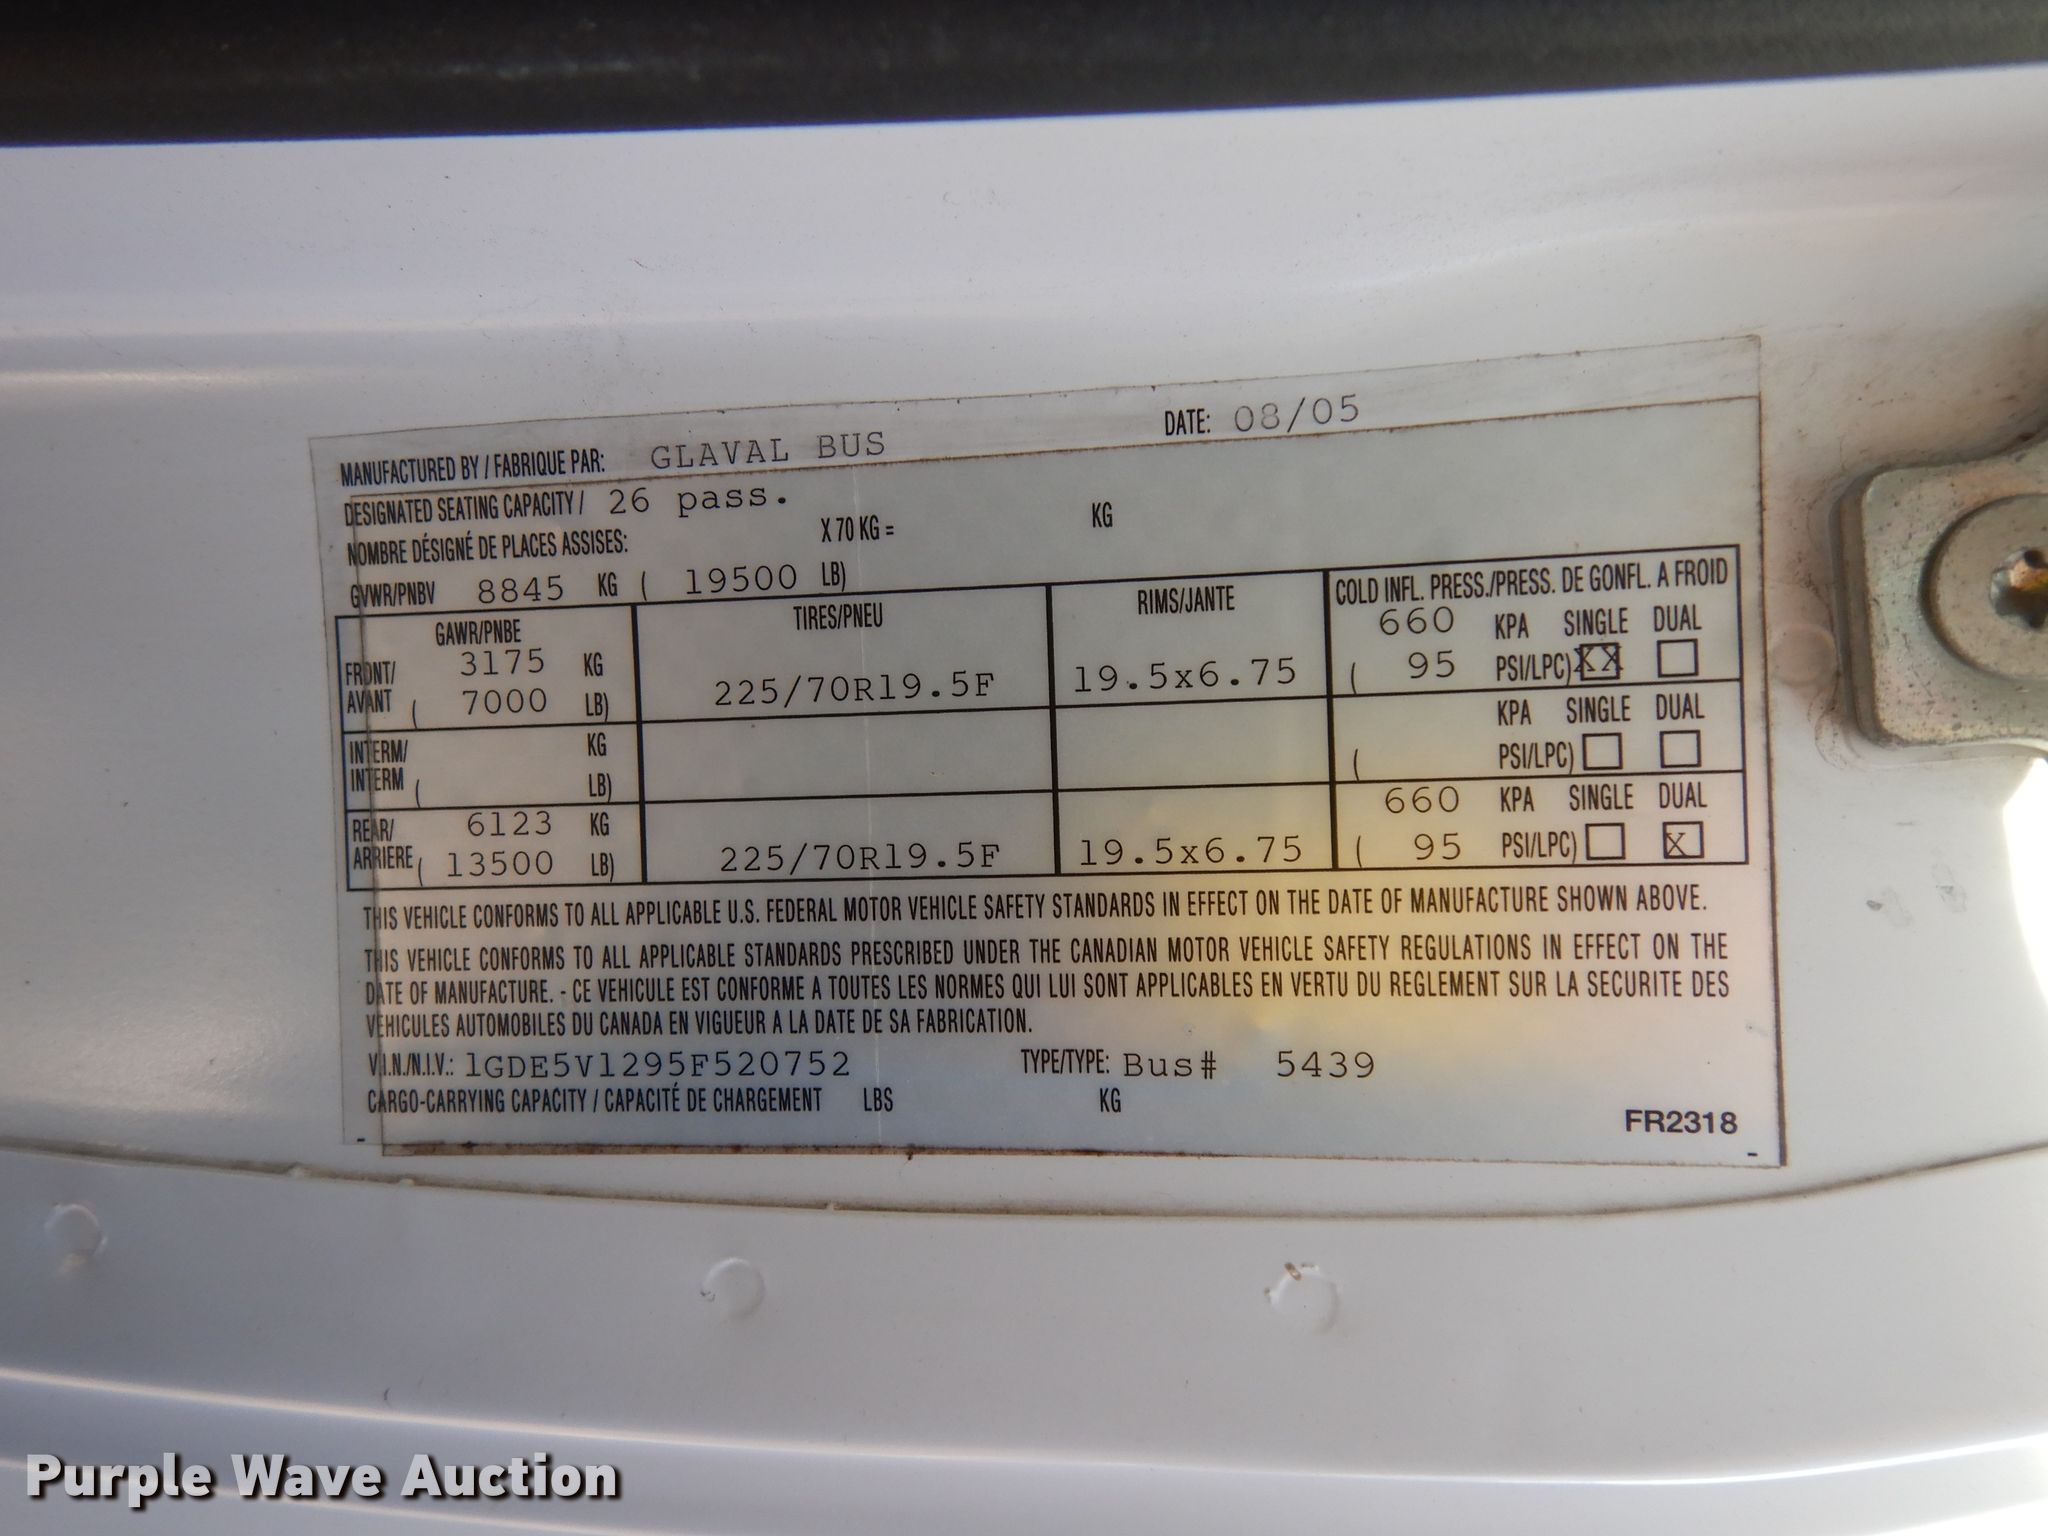 MANUFACTURED BY / FABRIQUE PAR: GLAVAL BUS DATE: 08/05
DESIGNATED SEATING CAPACITY / 26 pass.
NOMBRE DÉSIGNÉ DE PLACES ASSISES: X 70 KG = KG
GVWR/PNBV 8845 KG ( 19500 LB)
GAWR/PNBE TIRES/PNEU RIMS/JANTE COLD INFL. PRESS./PRESS. DE GONFL. A FROID
FRONT/ 3175 KG 660 KPA SINGLE DUAL
AVANT ( 7000 LB) 225/70R19.5F 19.5x6.75 ( 95 PSI/LPC) XX
INTERM/ KG KPA SINGLE DUAL
INTERM ( LB) ( PSI/LPC)
REAR/ 6123 KG 660 KPA SINGLE DUAL
ARRIERE ( 13500 LB) 225/70R19.5F 19.5x6.75 ( 95 PSI/LPC) X
THIS VEHICLE CONFORMS TO ALL APPLICABLE U.S. FEDERAL MOTOR VEHICLE SAFETY STANDARDS IN EFFECT ON THE DATE OF MANUFACTURE SHOWN ABOVE.
THIS VEHICLE CONFORMS TO ALL APPLICABLE STANDARDS PRESCRIBED UNDER THE CANADIAN MOTOR VEHICLE SAFETY REGULATIONS IN EFFECT ON THE
DATE OF MANUFACTURE. - CE VEHICULE EST CONFORME A TOUTES LES NORMES QUI LUI SONT APPLICABLES EN VERTU DU REGLEMENT SUR LA SECURITE DES
VEHICULES AUTOMOBILES DU CANADA EN VIGUEUR A LA DATE DE SA FABRICATION.
V.I.N./N.I.V.: 1GDE5V1295F520752 TYPE/TYPE: Bus# 5439
CARGO-CARRYING CAPACITY / CAPACITÉ DE CHARGEMENT LBS KG
FR2318
Purple Wave Auction